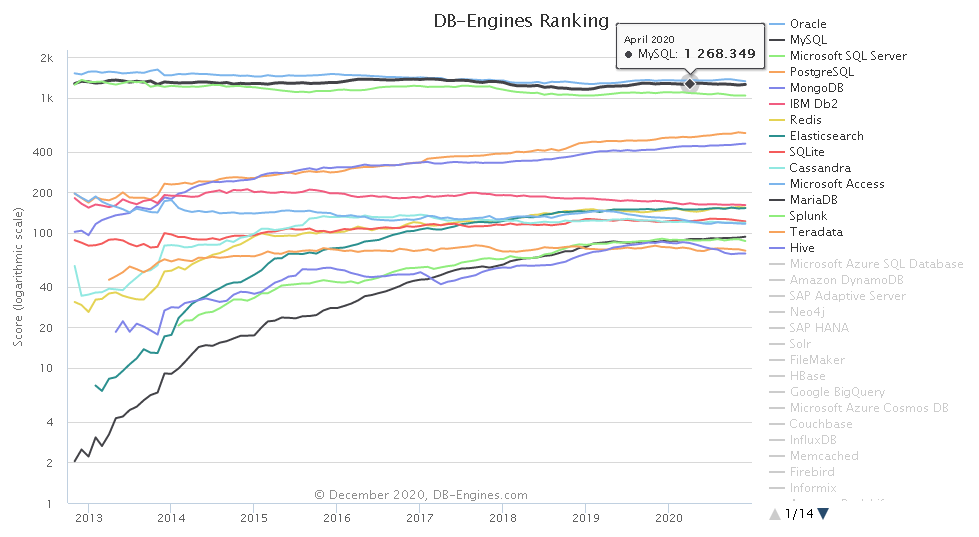 DB-Engines Ranking
April 2020
MySQL: 1 268.349
Score (logarithmic scale)
2k
1k
400
200
100
40
20
10
4
2
1
2013
2014
2015
2016
2017
2018
2019
2020
© December 2020, DB-Engines.com
Oracle
MySQL
Microsoft SQL Server
PostgreSQL
MongoDB
IBM Db2
Redis
Elasticsearch
SQLite
Cassandra
Microsoft Access
MariaDB
Splunk
Teradata
Hive
Microsoft Azure SQL Database
Amazon DynamoDB
SAP Adaptive Server
Neo4j
SAP HANA
Solr
FileMaker
HBase
Google BigQuery
Microsoft Azure Cosmos DB
Couchbase
InfluxDB
Memcached
Firebird
Informix
1/14